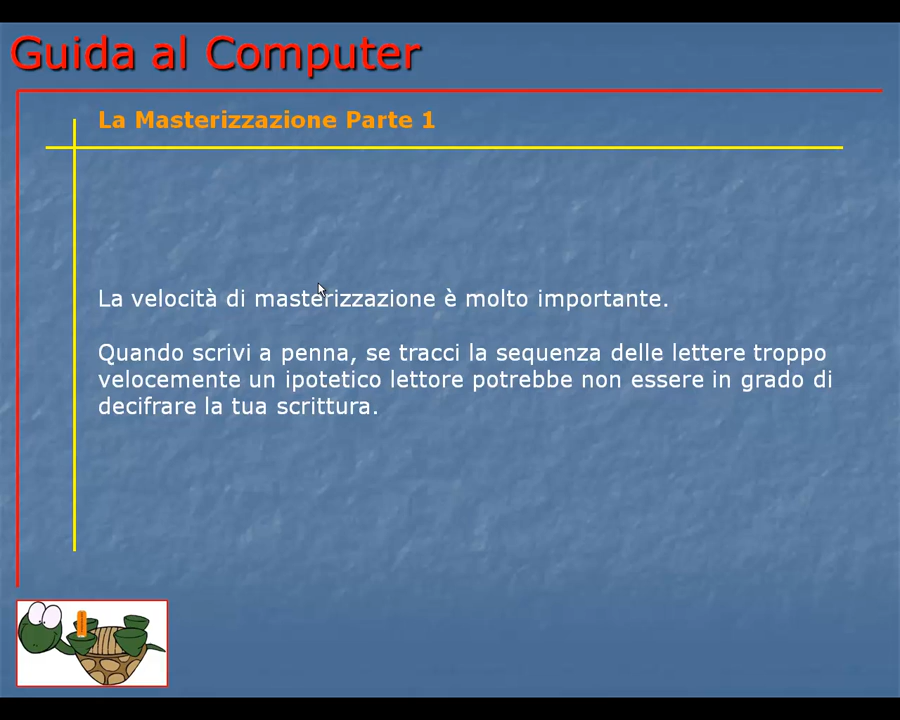 Guida al Computer
La Masterizzazione Parte 1
La velocità di masterizzazione è molto importante.
Quando scrivi a penna, se tracci la sequenza delle lettere troppo
velocemente un ipotetico lettore potrebbe non essere in grado di
decifrare la tua scrittura.